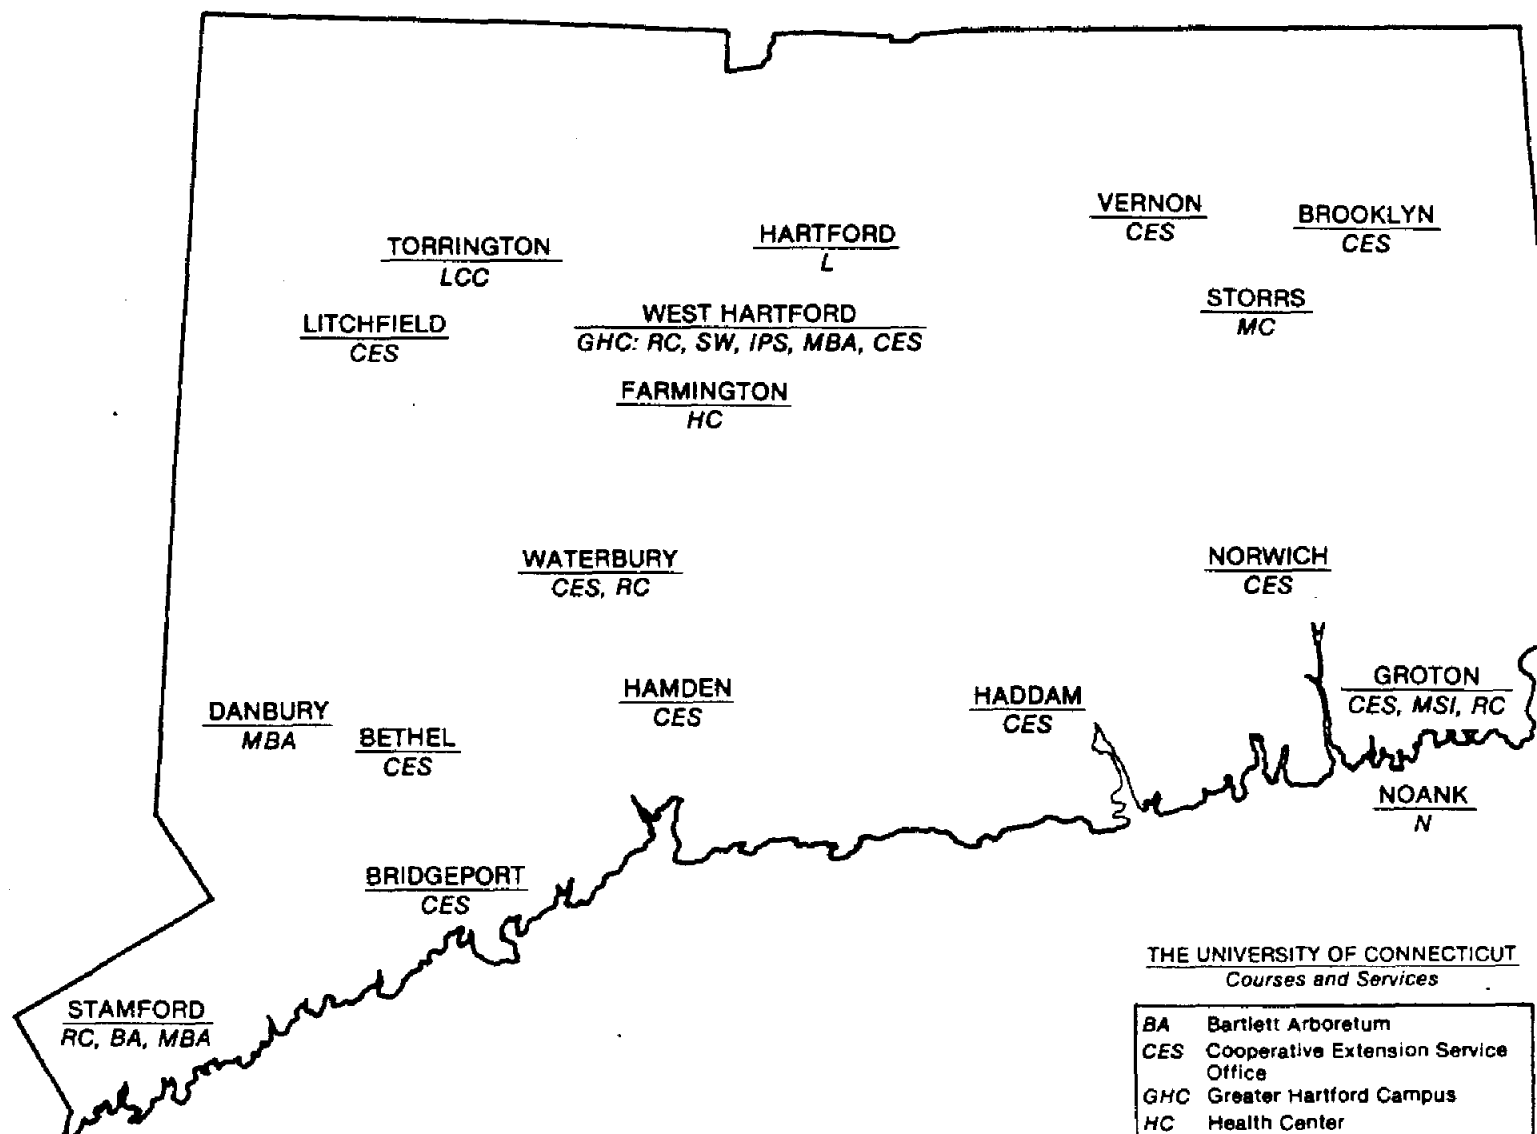 VERNON
CES
BROOKLYN
CES
HARTFORD
L
TORRINGTON
LCC
STORRS
MC
WEST HARTFORD
GHC: RC, SW, IPS, MBA, CES
LITCHFIELD
CES
FARMINGTON
HC
WATERBURY
CES, RC
NORWICH
CES
GROTON
CES, MSI, RC
HAMDEN
CES
HADDAM
CES
DANBURY
MBA
BETHEL
CES
NOANK
N
BRIDGEPORT
CES
STAMFORD
RC, BA, MBA
THE UNIVERSITY OF CONNECTICUT
Courses and Services
BA Bartlett Arboretum
CES Cooperative Extension Service
Office
GHC Greater Hartford Campus
HC Health Center